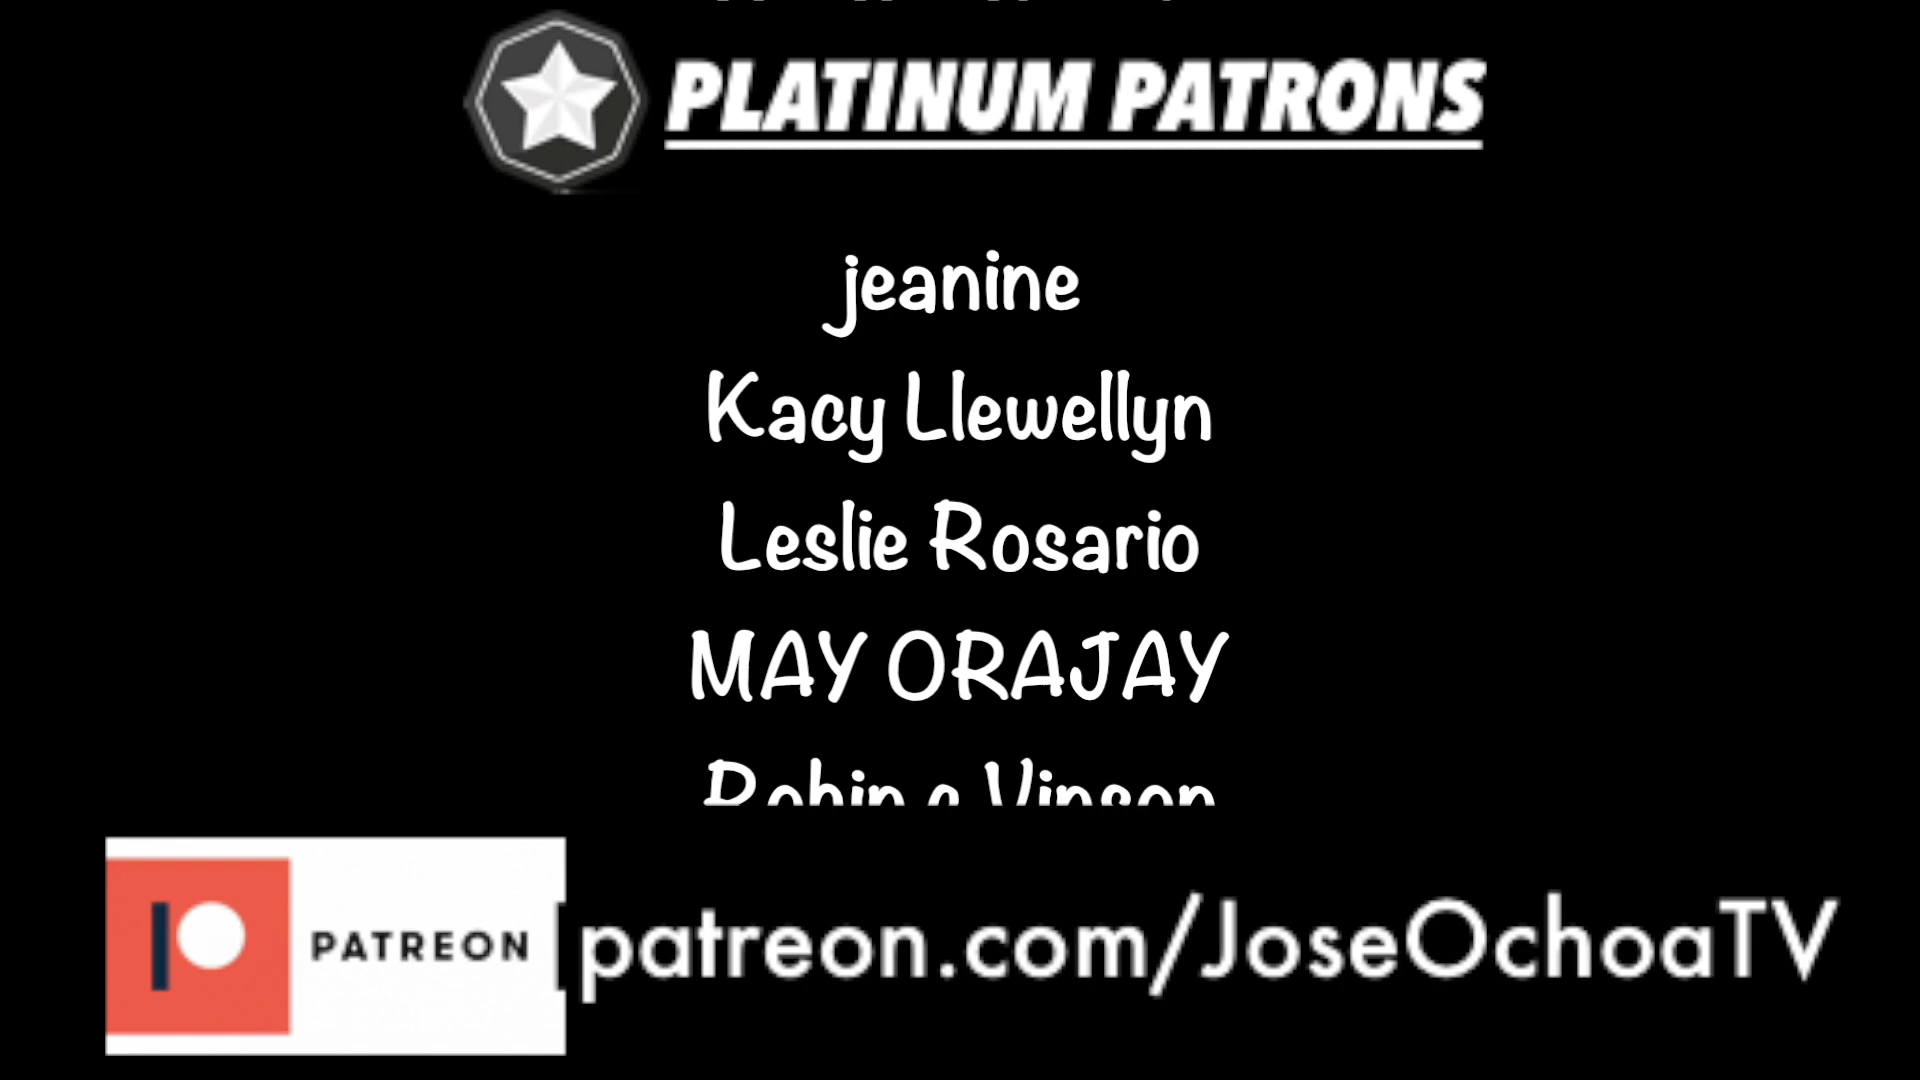 PLATINUM PATRONS
jeanine
Kacy Llewellyn
Leslie Rosario
MAY ORAJAY
PATREON
patreon.com/JoseOchoaTV